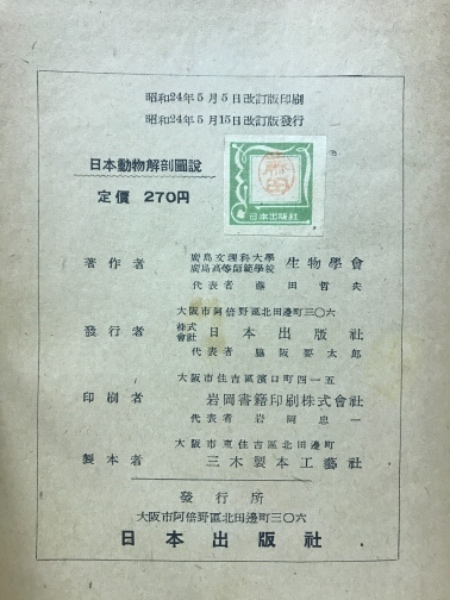 昭和24年5月5日改訂版印刷
昭和24年5月15日改訂版發行
日本動物解剖圖說
定價 270円
藤田
日本出版社
著作者 廣島文理科大學 廣島高等師範學校 生物學會
代表者 藤田哲夫
大阪市阿倍野區北田邊町三〇六
發行者 株式會社 日本出版社
代表者 脇阪要太郎
大阪市住吉區濱口町四一五
印刷者 岩岡書籍印刷株式會社
代表者 岩岡忠一
大阪市東住吉區北田邊町
製本者 三木製本工藝社
發行所
大阪市阿倍野區北田邊町三〇六
日本出版社